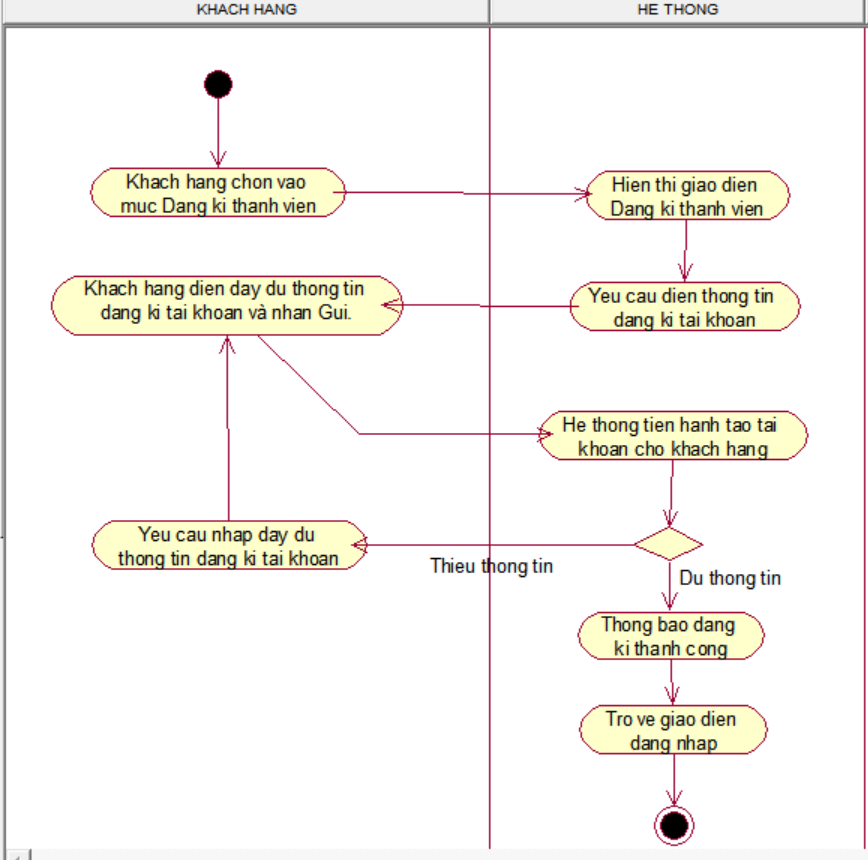 KHACH HANG
HE THONG
Khach hang chon vao
muc Dang ki thanh vien
Hien thi giao dien
Dang ki thanh vien
Yeu cau dien thong tin
dang ki tai khoan
Khach hang dien day du thong tin
dang ki tai khoan và nhan Gui.
He thong tien hanh tao tai
khoan cho khach hang
Yeu cau nhap day du
thong tin dang ki tai khoan
Thieu thong tin
Du thong tin
Thong bao dang
ki thanh cong
Tro ve giao dien
dang nhap